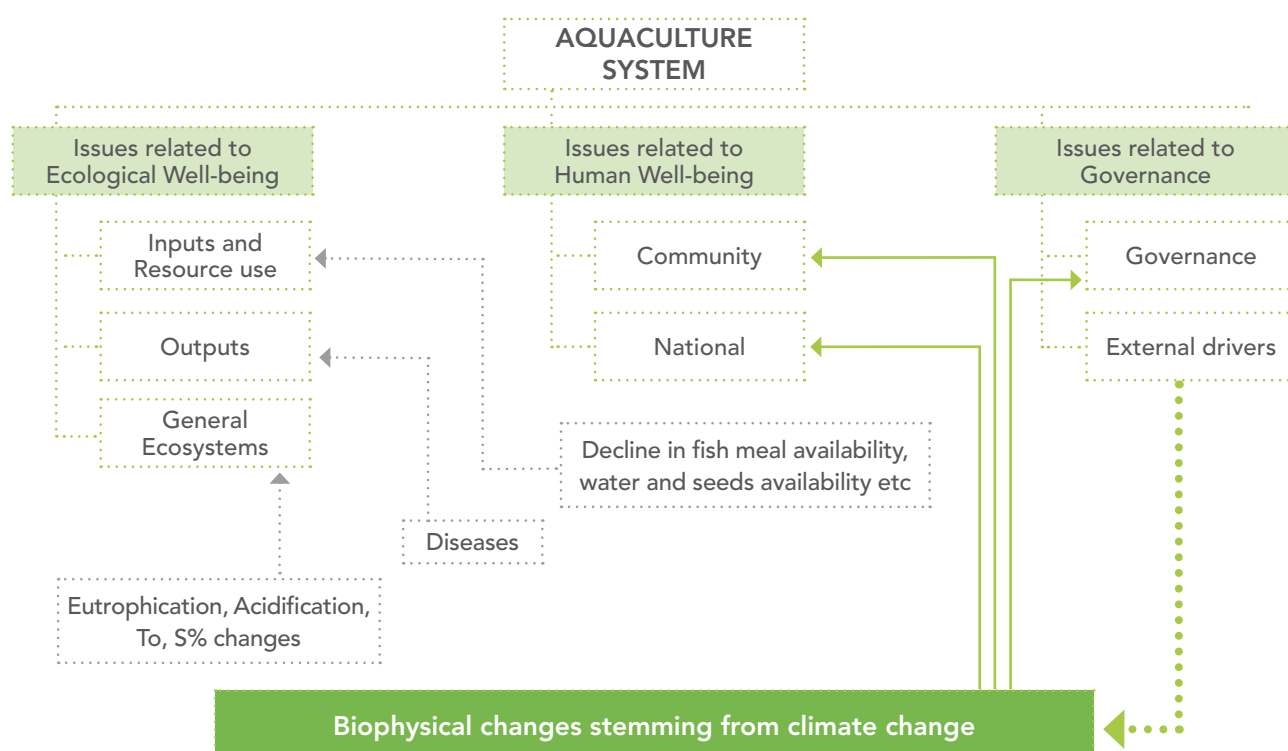 AQUACULTURE
SYSTEM
Issues related to
Ecological Well-being
Issues related to
Human Well-being
Issues related to
Governance
Inputs and
Resource use
Community
Governance
Outputs
National
External drivers
General
Ecosystems
Decline in fish meal availability,
water and seeds availability etc
Diseases
Eutrophication, Acidification,
To, S% changes
Biophysical changes stemming from climate change